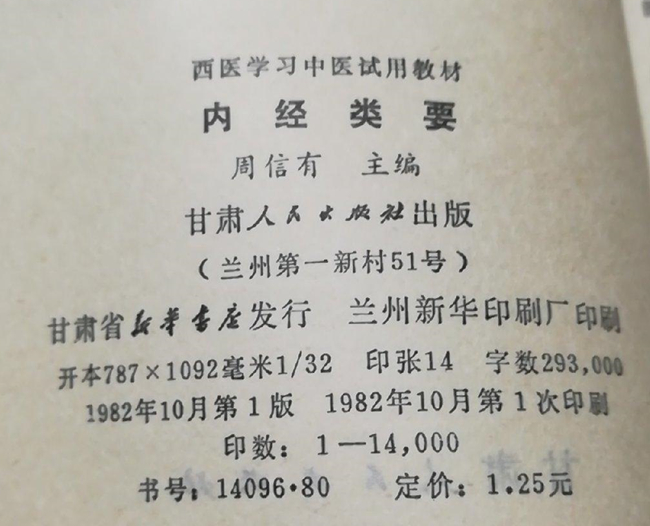 西医学习中医试用教材
内经类要
周信有 主编
甘肃人民出版社出版
（兰州第一新村51号）
甘肃省新华书店发行 兰州新华印刷厂印刷
开本787×1092毫米1/32 印张14 字数293,000
1982年10月第1版 1982年10月第1次印刷
印数：1—14,000
书号：14096·80 定价：1.25元